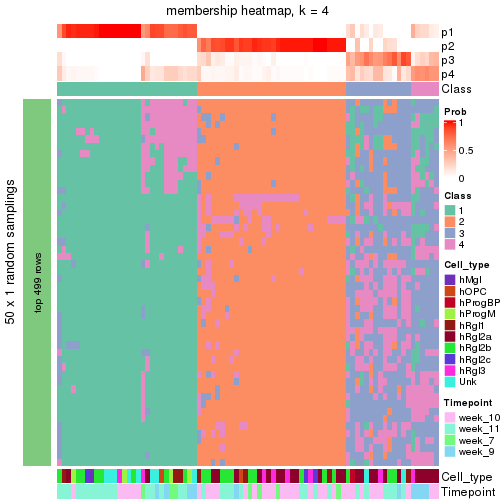 membership heatmap, k = 4
p1
p2
p3
p4
Class
50 x 1 random samplings
top 499 rows
Prob
1
0.5
0
Class
1
2
3
4
Cell_type
hMgl
hOPC
hProgBP
hProgM
hRgl1
hRgl2a
hRgl2b
hRgl2c
hRgl3
Unk
Timepoint
week_10
week_11
week_7
week_9
Cell_type
Timepoint